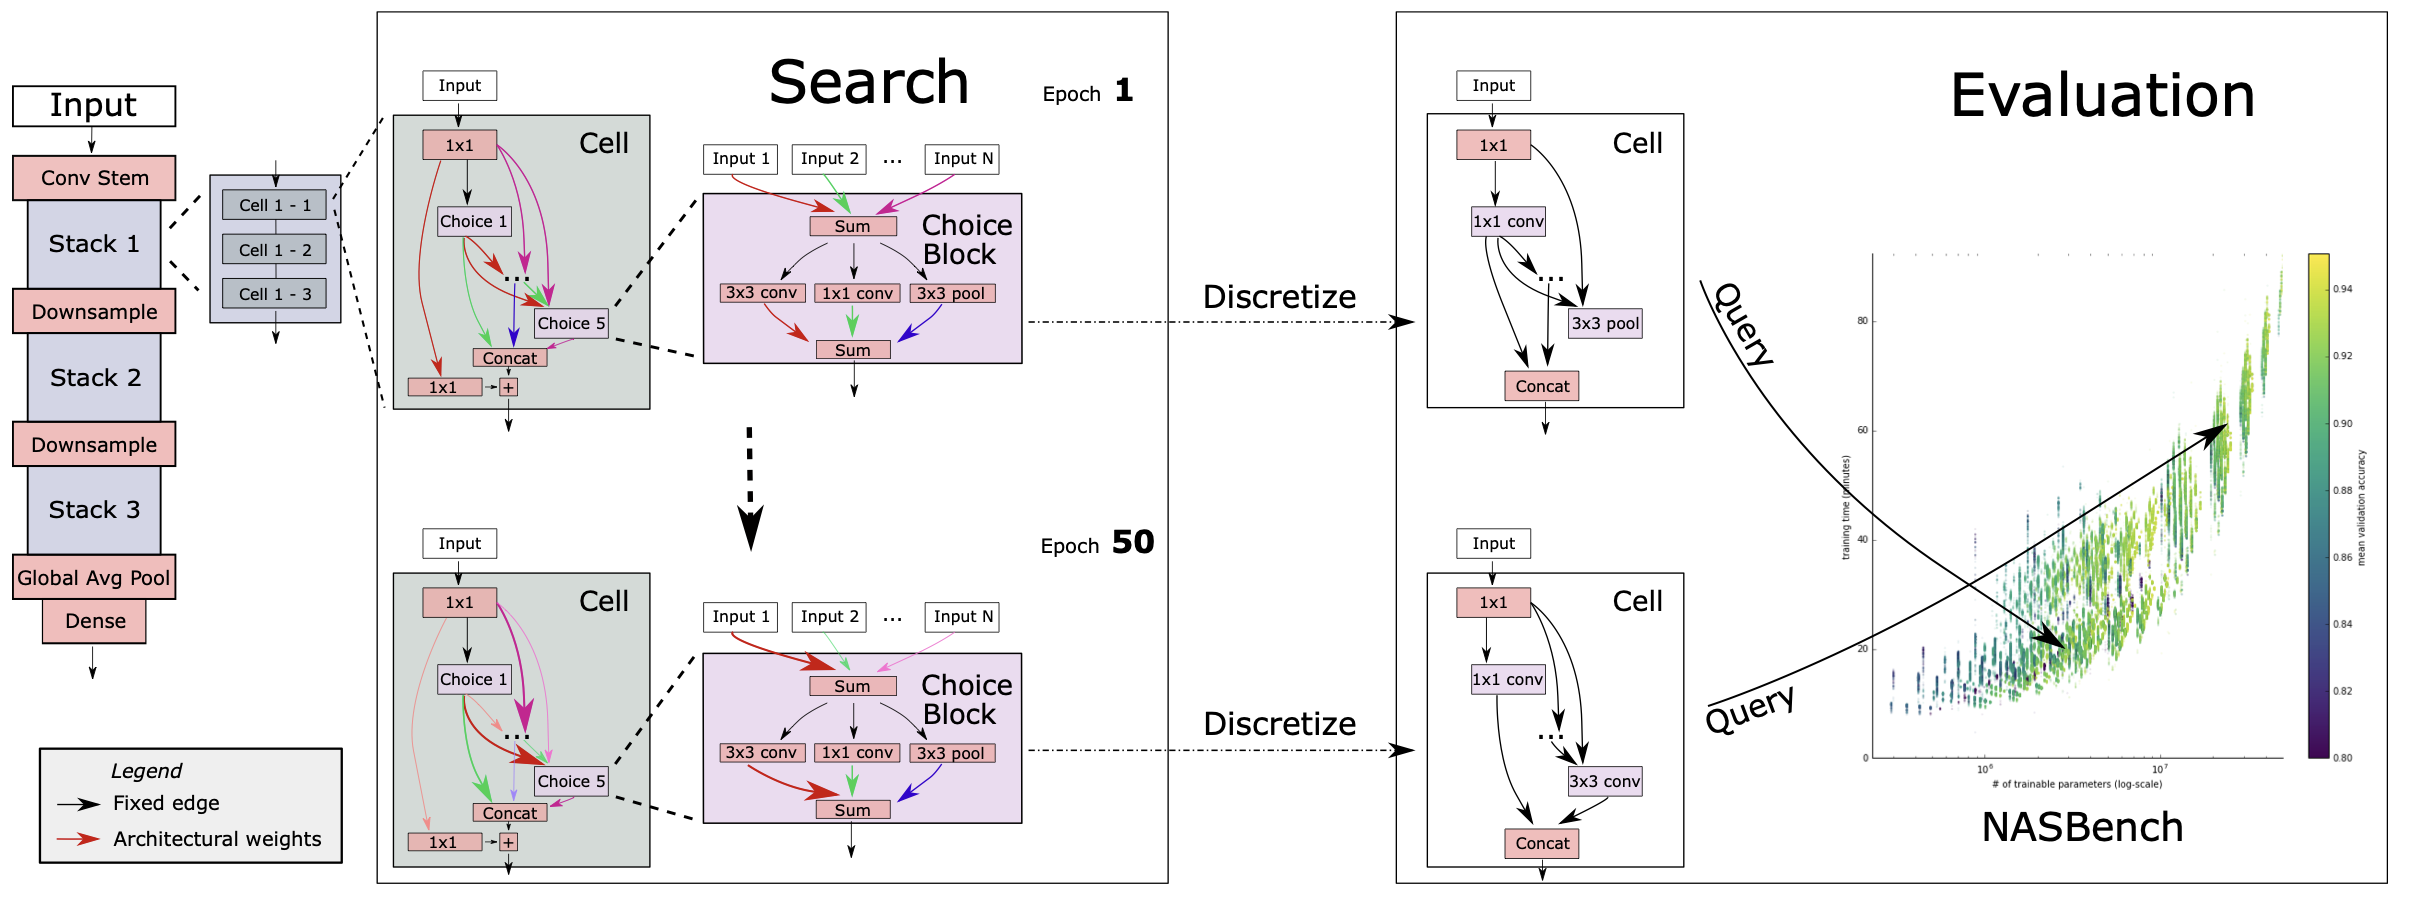 Input
Conv Stem
Stack 1
Downsample
Stack 2
Downsample
Stack 3
Global Avg Pool
Dense
Legend
Fixed edge
Architectural weights
Cell 1 - 1
Cell 1 - 2
Cell 1 - 3
Search
Epoch 1
Input
Cell
1x1
Choice 1
...
Choice 5
Concat
1x1
+
Input 1
Input 2
...
Input N
Sum
Choice
Block
3x3 conv
1x1 conv
3x3 pool
Sum
Epoch 50
Input
Cell
1x1
Choice 1
...
Choice 5
Concat
1x1
+
Input 1
Input 2
...
Input N
Sum
Choice
Block
3x3 conv
1x1 conv
3x3 pool
Sum
Discretize
Discretize
Evaluation
Input
Cell
1x1
1x1 conv
...
3x3 pool
Concat
Input
Cell
1x1
1x1 conv
...
3x3 conv
Concat
Query
Query
training time (minutes)
80
60
40
20
0
10^6
10^7
# of trainable parameters (log-scale)
0.94
0.92
0.90
0.88
0.86
0.84
0.82
0.80
mean validation accuracy
NASBench